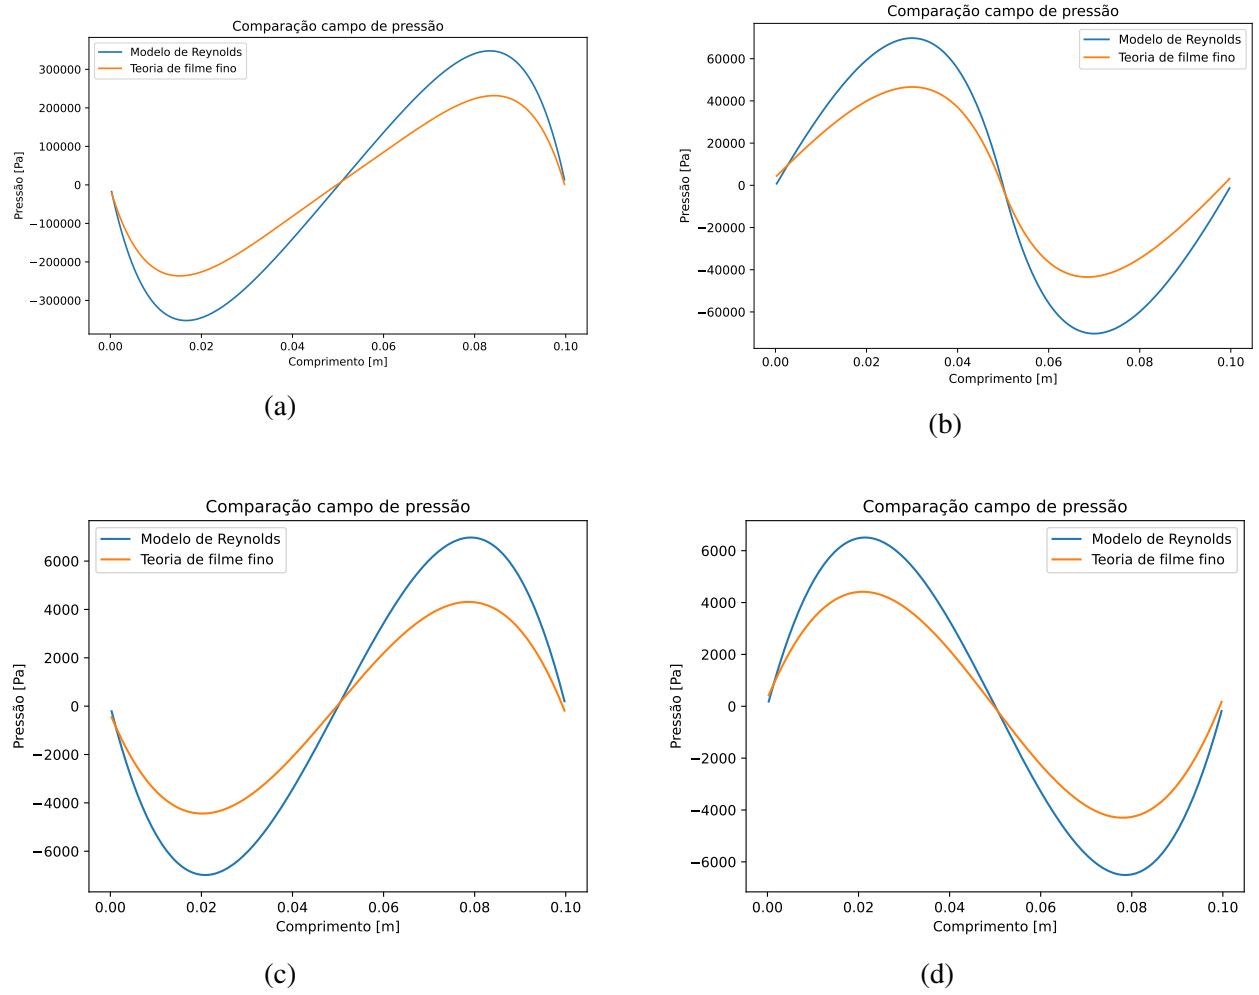 Comparação campo de pressão
Modelo de Reynolds
Teoria de filme fino
Pressão [Pa]
300000
200000
100000
0
−100000
−200000
−300000
0.00 0.02 0.04 0.06 0.08 0.10
Comprimento [m]
(a)
Comparação campo de pressão
Modelo de Reynolds
Teoria de filme fino
Pressão [Pa]
60000
40000
20000
0
−20000
−40000
−60000
0.00 0.02 0.04 0.06 0.08 0.10
Comprimento [m]
(b)
Comparação campo de pressão
Modelo de Reynolds
Teoria de filme fino
Pressão [Pa]
6000
4000
2000
0
−2000
−4000
−6000
0.00 0.02 0.04 0.06 0.08 0.10
Comprimento [m]
(c)
Comparação campo de pressão
Modelo de Reynolds
Teoria de filme fino
Pressão [Pa]
6000
4000
2000
0
−2000
−4000
−6000
0.00 0.02 0.04 0.06 0.08 0.10
Comprimento [m]
(d)